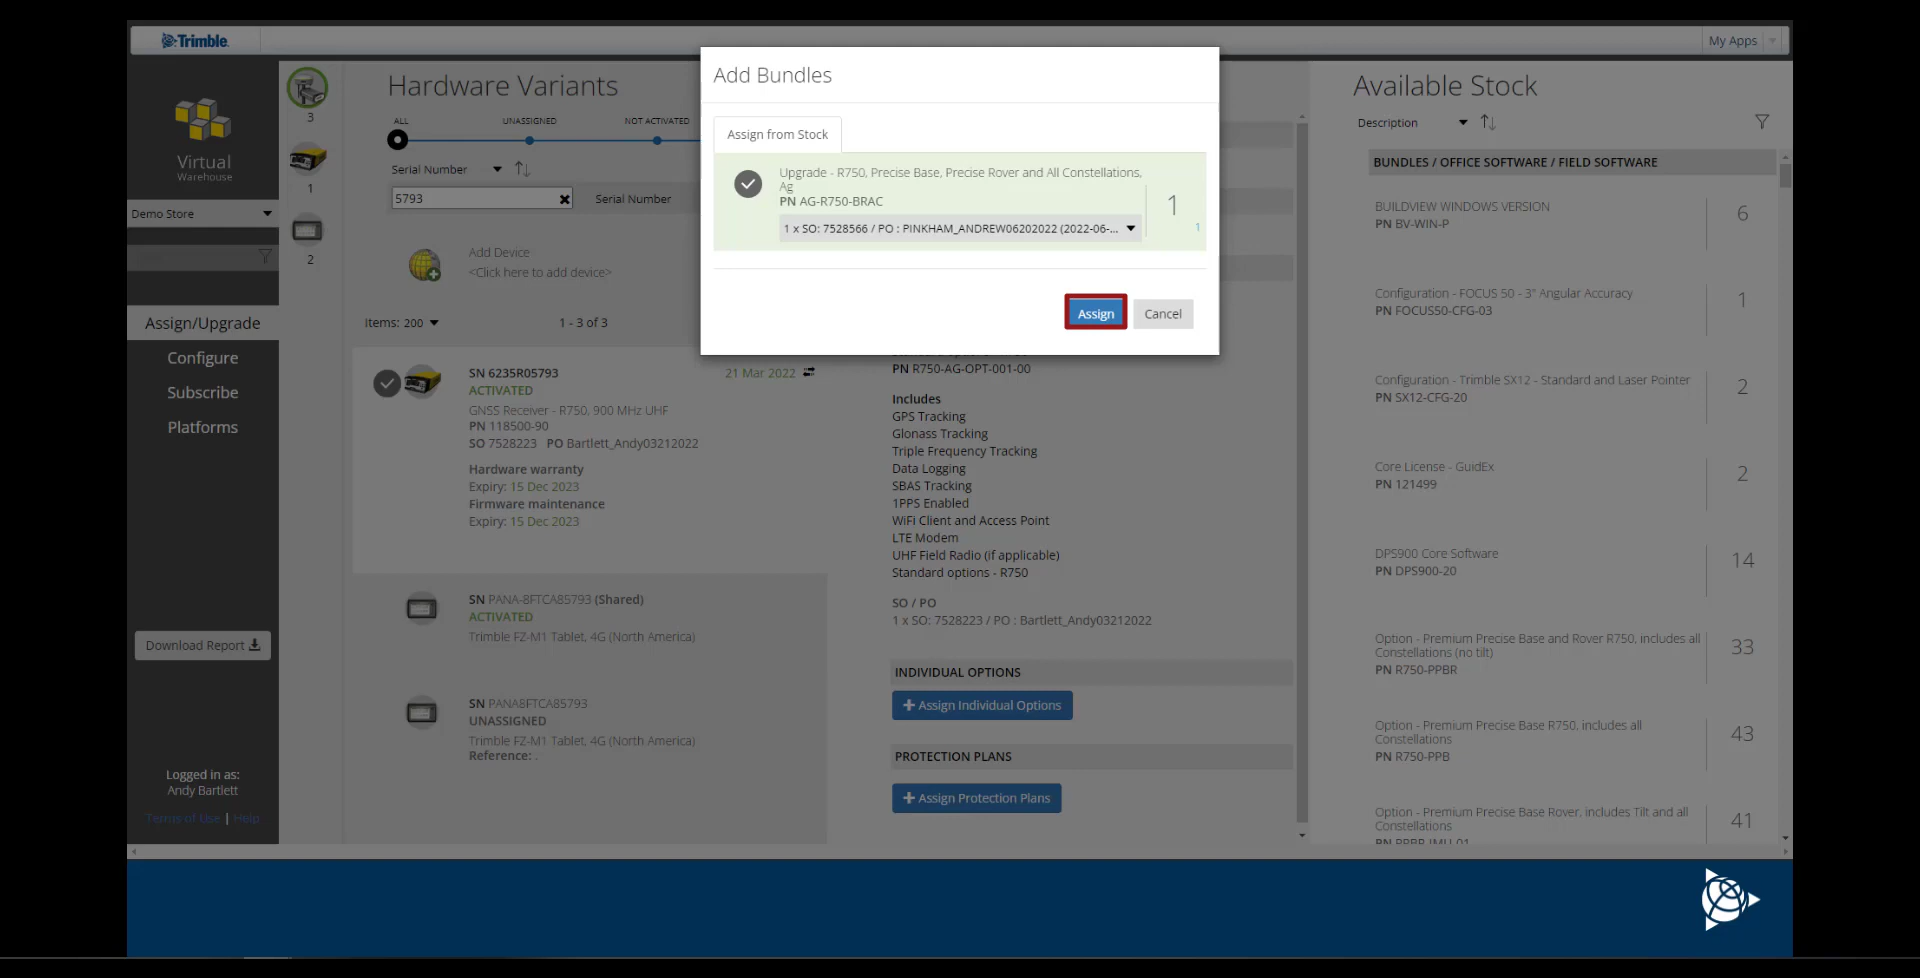 Trimble
My Apps
Virtual
Warehouse
Demo Store
Assign/Upgrade
Configure
Subscribe
Platforms
Download Report
Logged in as:
Andy Bartlett
Terms of Use | Help
3
1
2
Hardware Variants
ALL
UNASSIGNED
NOT ACTIVATED
Serial Number
5793
Serial Number
Add Device
<Click here to add device>
Items: 200
1 - 3 of 3
SN 6235R05793
21 Mar 2022
ACTIVATED
GNSS Receiver - R750, 900 MHz UHF
PN 118500-90
SO 7528223 PO Bartlett_Andy03212022
Hardware warranty
Expiry: 15 Dec 2023
Firmware maintenance
Expiry: 15 Dec 2023
SN PANA-8FTCA85793 (Shared)
ACTIVATED
Trimble FZ-M1 Tablet, 4G (North America)
SN PANA8FTCA85793
UNASSIGNED
Trimble FZ-M1 Tablet, 4G (North America)
Reference: .
Add Bundles
Assign from Stock
Upgrade - R750, Precise Base, Precise Rover and All Constellations,
Ag
PN AG-R750-BRAC
1 x SO: 7528566 / PO : PINKHAM_ANDREW06202022 (2022-06-...
1
1
Assign
Cancel
PN R750-AG-OPT-001-00
Includes
GPS Tracking
Glonass Tracking
Triple Frequency Tracking
Data Logging
SBAS Tracking
1PPS Enabled
WiFi Client and Access Point
LTE Modem
UHF Field Radio (if applicable)
Standard options - R750
SO / PO
1 x SO: 7528223 / PO : Bartlett_Andy03212022
INDIVIDUAL OPTIONS
+ Assign Individual Options
PROTECTION PLANS
+ Assign Protection Plans
Available Stock
Description
BUNDLES / OFFICE SOFTWARE / FIELD SOFTWARE
BUILDVIEW WINDOWS VERSION
PN BV-WIN-P
6
Configuration - FOCUS 50 - 3" Angular Accuracy
PN FOCUS50-CFG-03
1
Configuration - Trimble SX12 - Standard and Laser Pointer
PN SX12-CFG-20
2
Core License - GuidEx
PN 121499
2
DPS900 Core Software
PN DPS900-20
14
Option - Premium Precise Base and Rover R750, includes all
Constellations (no tilt)
PN R750-PPBR
33
Option - Premium Precise Base R750, includes all
Constellations
PN R750-PPB
43
Option - Premium Precise Base Rover, includes Tilt and all
Constellations
PN PPBR-IMU-01
41